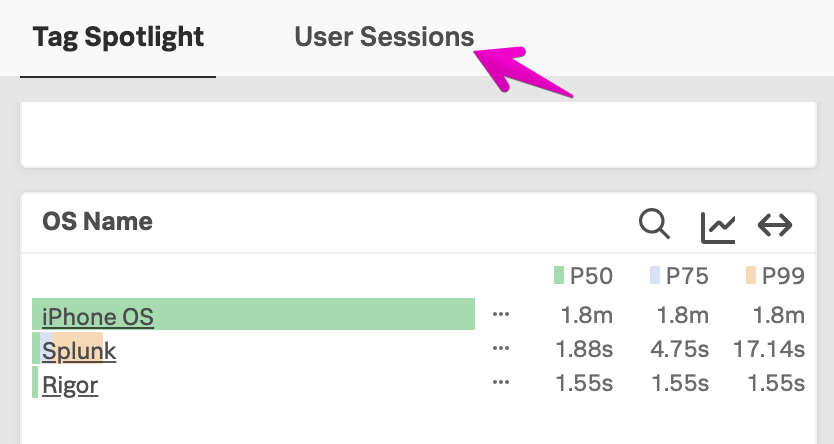 Tag Spotlight User Sessions
OS Name
P50 P75 P99
iPhone OS ... 1.8m 1.8m 1.8m
Splunk ... 1.88s 4.75s 17.14s
Rigor ... 1.55s 1.55s 1.55s